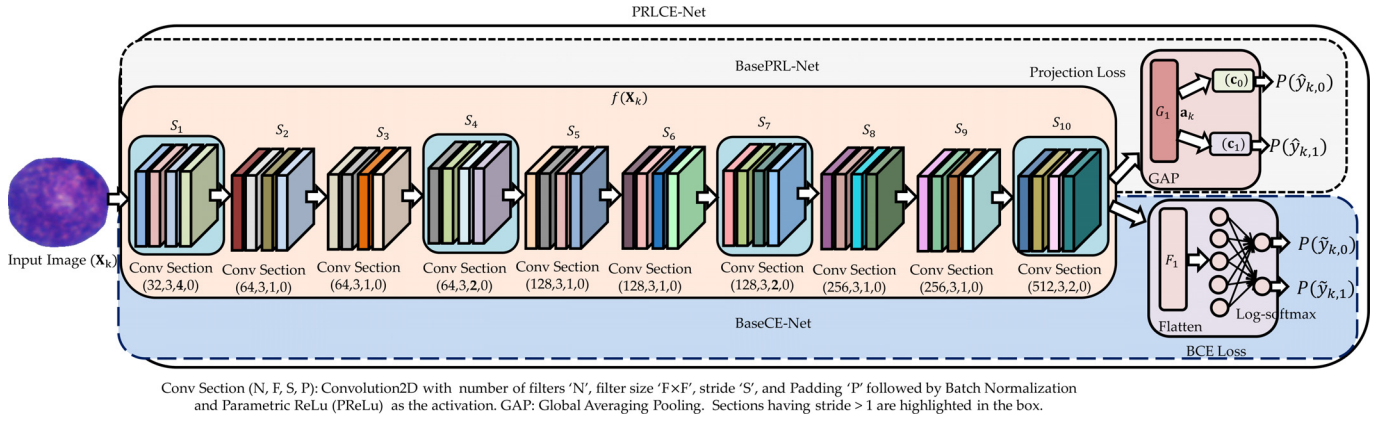 PRLCE-Net
BasePRL-Net
Projection Loss
f(𝐗ₖ)
S₁
S₂
S₃
S₄
S₅
S₆
S₇
S₈
S₉
S₁₀
G₁
𝐚ₖ
(𝐜₀)
(𝐜₁)
P(ŷₖ,₀)
P(ŷₖ,₁)
GAP
Input Image (𝐗ₖ)
Conv Section
(32,3,4,0)
Conv Section
(64,3,1,0)
Conv Section
(64,3,1,0)
Conv Section
(64,3,2,0)
Conv Section
(128,3,1,0)
Conv Section
(128,3,1,0)
Conv Section
(128,3,2,0)
Conv Section
(256,3,1,0)
Conv Section
(256,3,1,0)
Conv Section
(512,3,2,0)
F₁
P(ỹₖ,₀)
P(ỹₖ,₁)
Flatten
Log-softmax
BCE Loss
BaseCE-Net
Conv Section (N, F, S, P): Convolution2D with number of filters ‘N’, filter size ‘F×F’, stride ‘S’, and Padding ‘P’ followed by Batch Normalization
and Parametric ReLu (PReLu) as the activation. GAP: Global Averaging Pooling. Sections having stride > 1 are highlighted in the box.